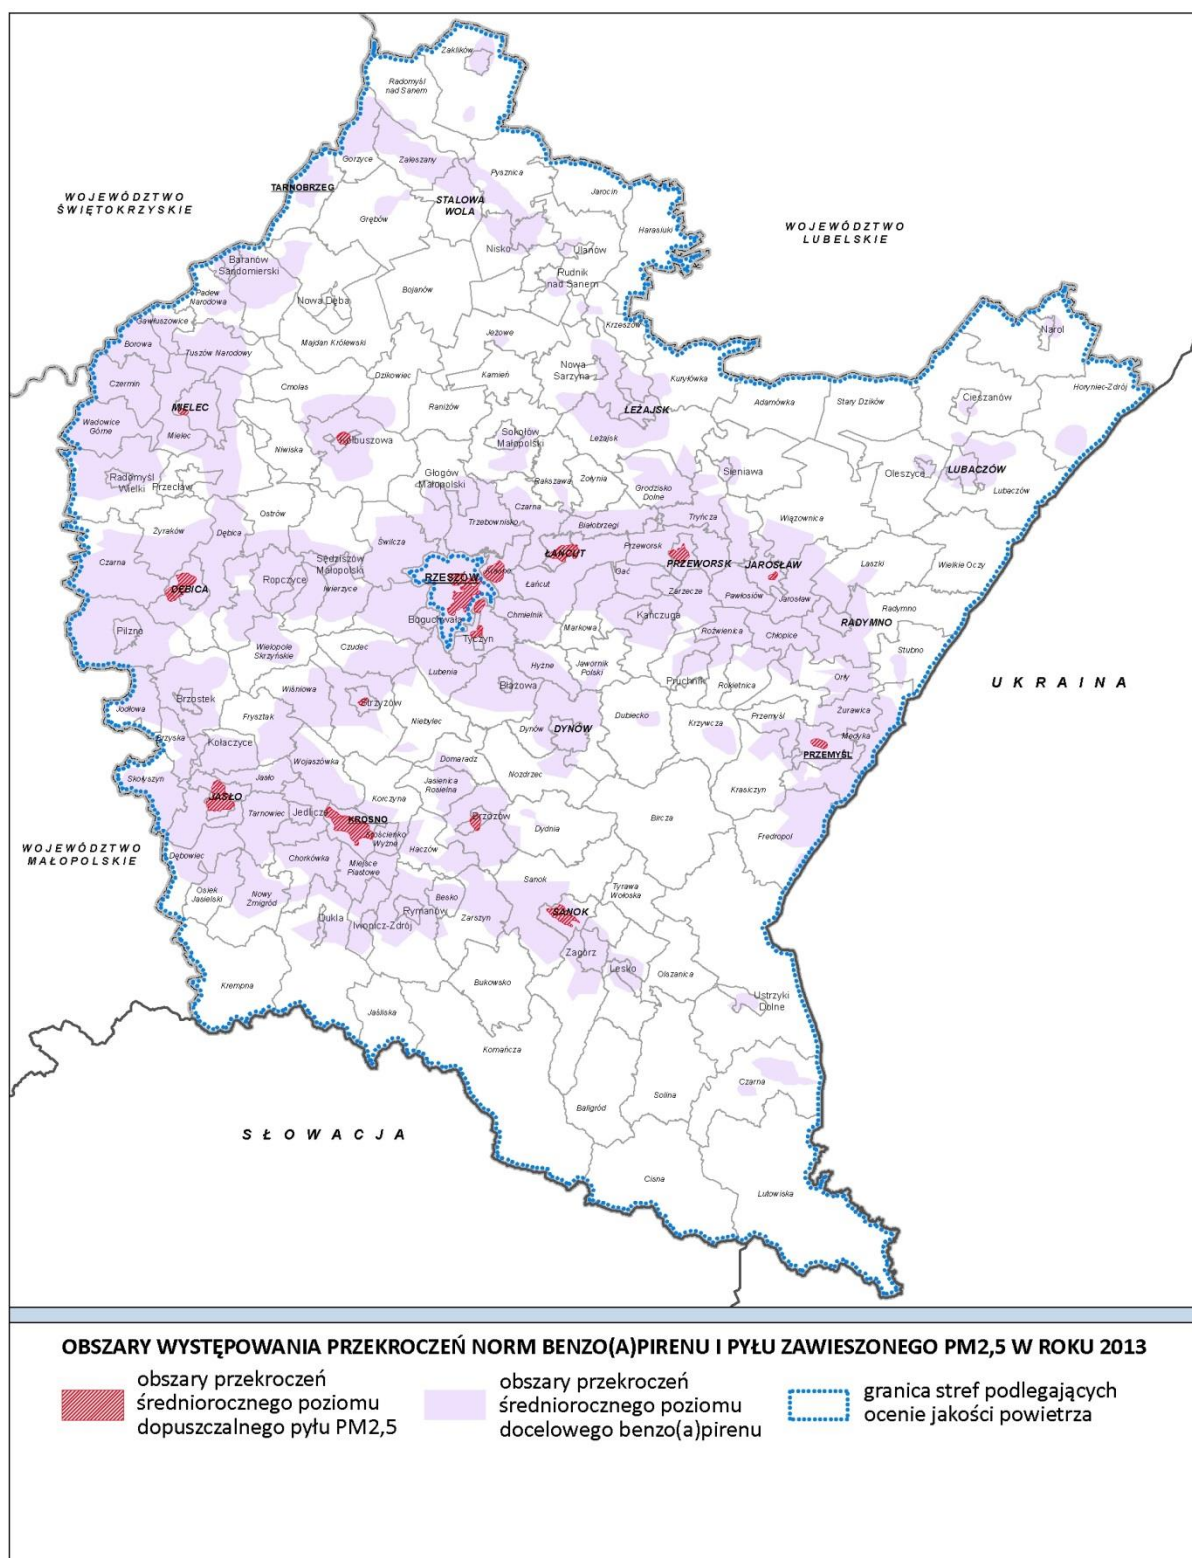 Zaklików
Radomyśl
nad Sanem
Gorzyce
Zaleszany
Pysznica
TARNOBRZEG
WOJEWÓDZTWO
ŚWIĘTOKRZYSKIE
STALOWA
WOLA
Jarocin
Grębów
Harasiuki
WOJEWÓDZTWO
LUBELSKIE
Nisko
Ulanów
Baranów
Sandomierski
Rudnik
nad Sanem
Padew
Narodowa
Nowa Dęba
Bojanów
Gawłuszowice
Krzeszów
Narol
Borowa
Majdan Królewski
Jeżowe
Tuszów Narodowy
Nowa
Sarzyna
Czermin
Cmolas
Dzikowiec
Kamień
Kuryłówka
Horyniec-Zdrój
Adamówka
Stary Dzików
Cieszanów
MIELEC
Raniżów
LEŻAJSK
Wadowice
Górne
Mielec
Kolbuszowa
Sokołów
Małopolski
Leżajsk
Niwiska
Radomyśl
Wielki
Przecław
Głogów
Małopolski
Rakszawa
Żołynia
Grodzisko
Dolne
Sieniawa
Oleszyce
LUBACZÓW
Lubaczów
Ostrów
Czarna
Żyraków
Dębica
Trzebownisko
Białobrzegi
Tryńcza
Wiązownica
Świlcza
Czarna
Sędziszów
Małopolski
ŁAŃCUT
Przeworsk
PRZEWORSK
JAROSŁAW
Laszki
Wielkie Oczy
RZESZÓW
Krasne
Ropczyce
Gać
DĘBICA
Iwierzyce
Łańcut
Zarzecze
Pawłosiów
Jarosław
Radymno
Boguchwała
Chmielnik
Kańczuga
RADYMNO
Pilzno
Tyczyn
Markowa
Roźwienica
Chłopice
Wielopole
Skrzyńskie
Czudec
Stubno
Lubenia
Hyżne
Jawornik
Polski
Pruchnik
Rokietnica
Orły
UKRAINA
Wiśniowa
Błażowa
Brzostek
Strzyżów
Żurawica
Jodłowa
Frysztak
Niebylec
Dynów
DYNÓW
Dubiecko
Krzywcza
Przemyśl
Medyka
Brzyska
Kołaczyce
PRZEMYŚL
Wojaszówka
Domaradz
Skołyszyn
Jasło
Nozdrzec
Jasienica
Rosielna
Krasiczyn
JASŁO
Korczyna
Tarnowiec
Jedlicze
KROSNO
Brzozów
Bircza
Dydnia
Fredropol
WOJEWÓDZTWO
MAŁOPOLSKIE
Krościenko
Wyżne
Haczów
Dębowiec
Chorkówka
Miejsce
Piastowe
Sanok
Osiek
Jasielski
Nowy
Żmigród
Besko
Tyrawa
Wołoska
Dukla
Iwonicz-Zdrój
Rymanów
Zarszyn
SANOK
Zagórz
Lesko
Krempna
Bukowsko
Olszanica
Ustrzyki
Dolne
Jaśliska
Komańcza
Czarna
Solina
Baligród
SŁOWACJA
Cisna
Lutowiska
OBSZARY WYSTĘPOWANIA PRZEKROCZEŃ NORM BENZO(A)PIRENU I PYŁU ZAWIESZONEGO PM2,5 W ROKU 2013
obszary przekroczeń
średniorocznego poziomu
dopuszczalnego pyłu PM2,5
obszary przekroczeń
średniorocznego poziomu
docelowego benzo(a)pirenu
granica stref podlegających
ocenie jakości powietrza